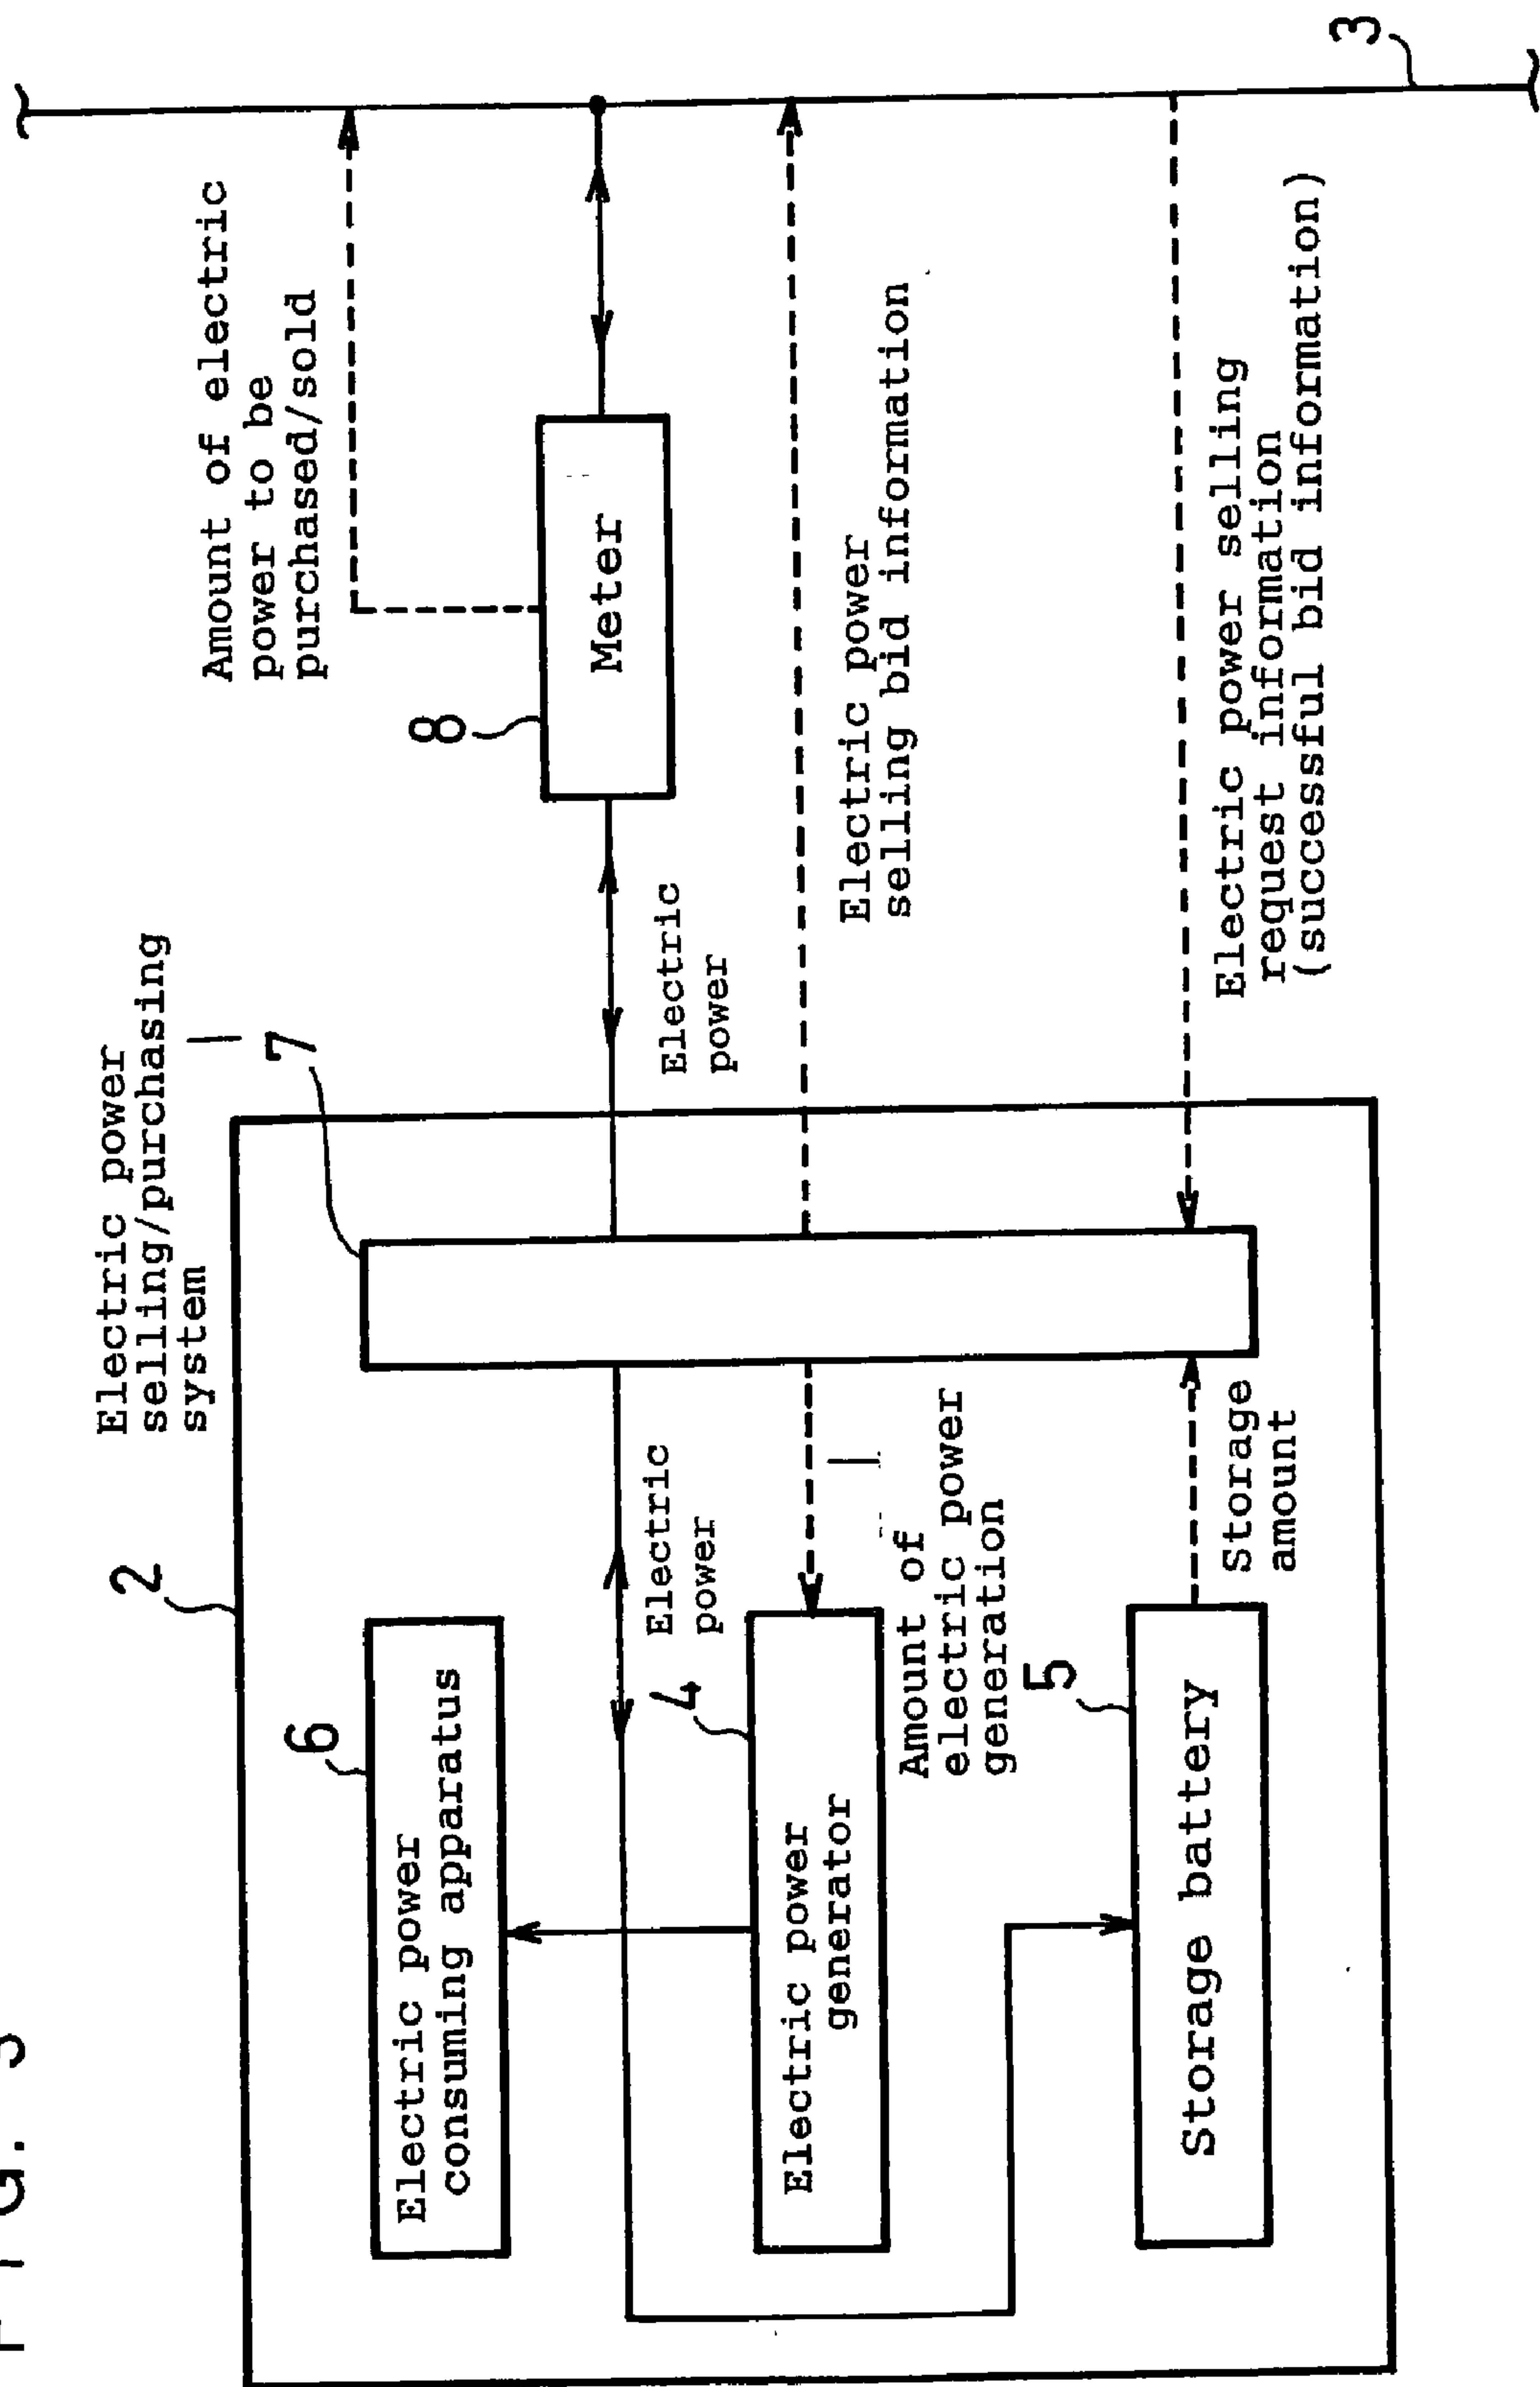 FIG. 3
Electric power
selling/purchasing
system
2
7
6
Electric power
consuming apparatus
Electric
power
4
Electric power
generator
Amount of
electric power
generation
5
Storage battery
Storage
amount
Electric
power
8
Meter
Amount of electric
power to be
purchased/sold
Electric power
selling bid information
Electric power selling
request information
(successful bid information)
3